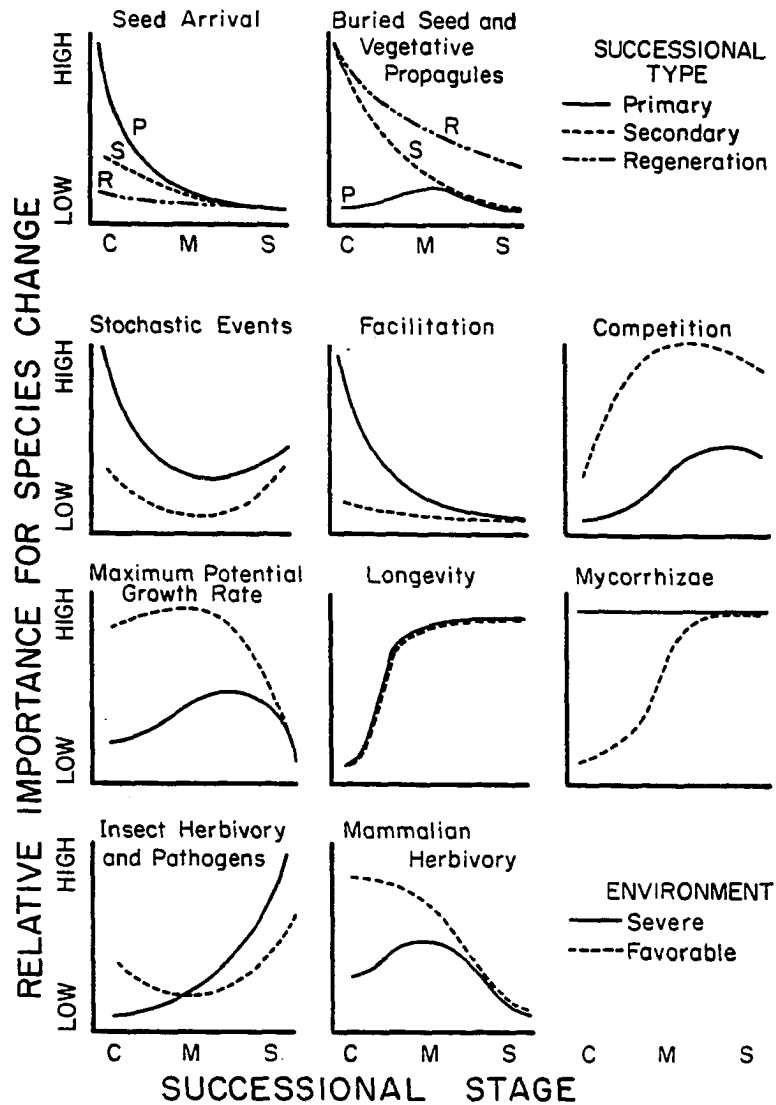 Seed Arrival
Buried Seed and
Vegetative
Propagules
SUCCESSIONAL
TYPE
Primary
Secondary
Regeneration
HIGH
LOW
P
S
R
C M S
R
S
P
C M S
RELATIVE IMPORTANCE FOR SPECIES CHANGE
Stochastic Events
Facilitation
Competition
HIGH
LOW
Maximum Potential
Growth Rate
Longevity
Mycorrhizae
HIGH
LOW
Insect Herbivory
and Pathogens
Mammalian
Herbivory
HIGH
LOW
ENVIRONMENT
Severe
Favorable
C M S
C M S
C M S
SUCCESSIONAL STAGE